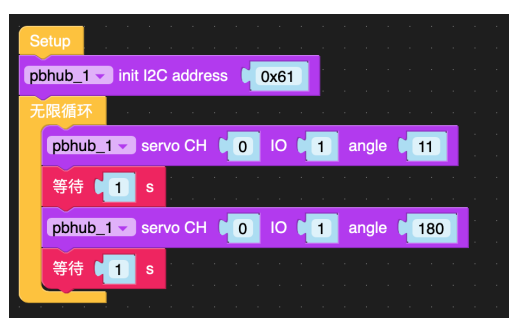 Setup
pbhub_1 init I2C address 0x61
无限循环
pbhub_1 servo CH 0 IO 1 angle 11
等待 1 s
pbhub_1 servo CH 0 IO 1 angle 180
等待 1 s